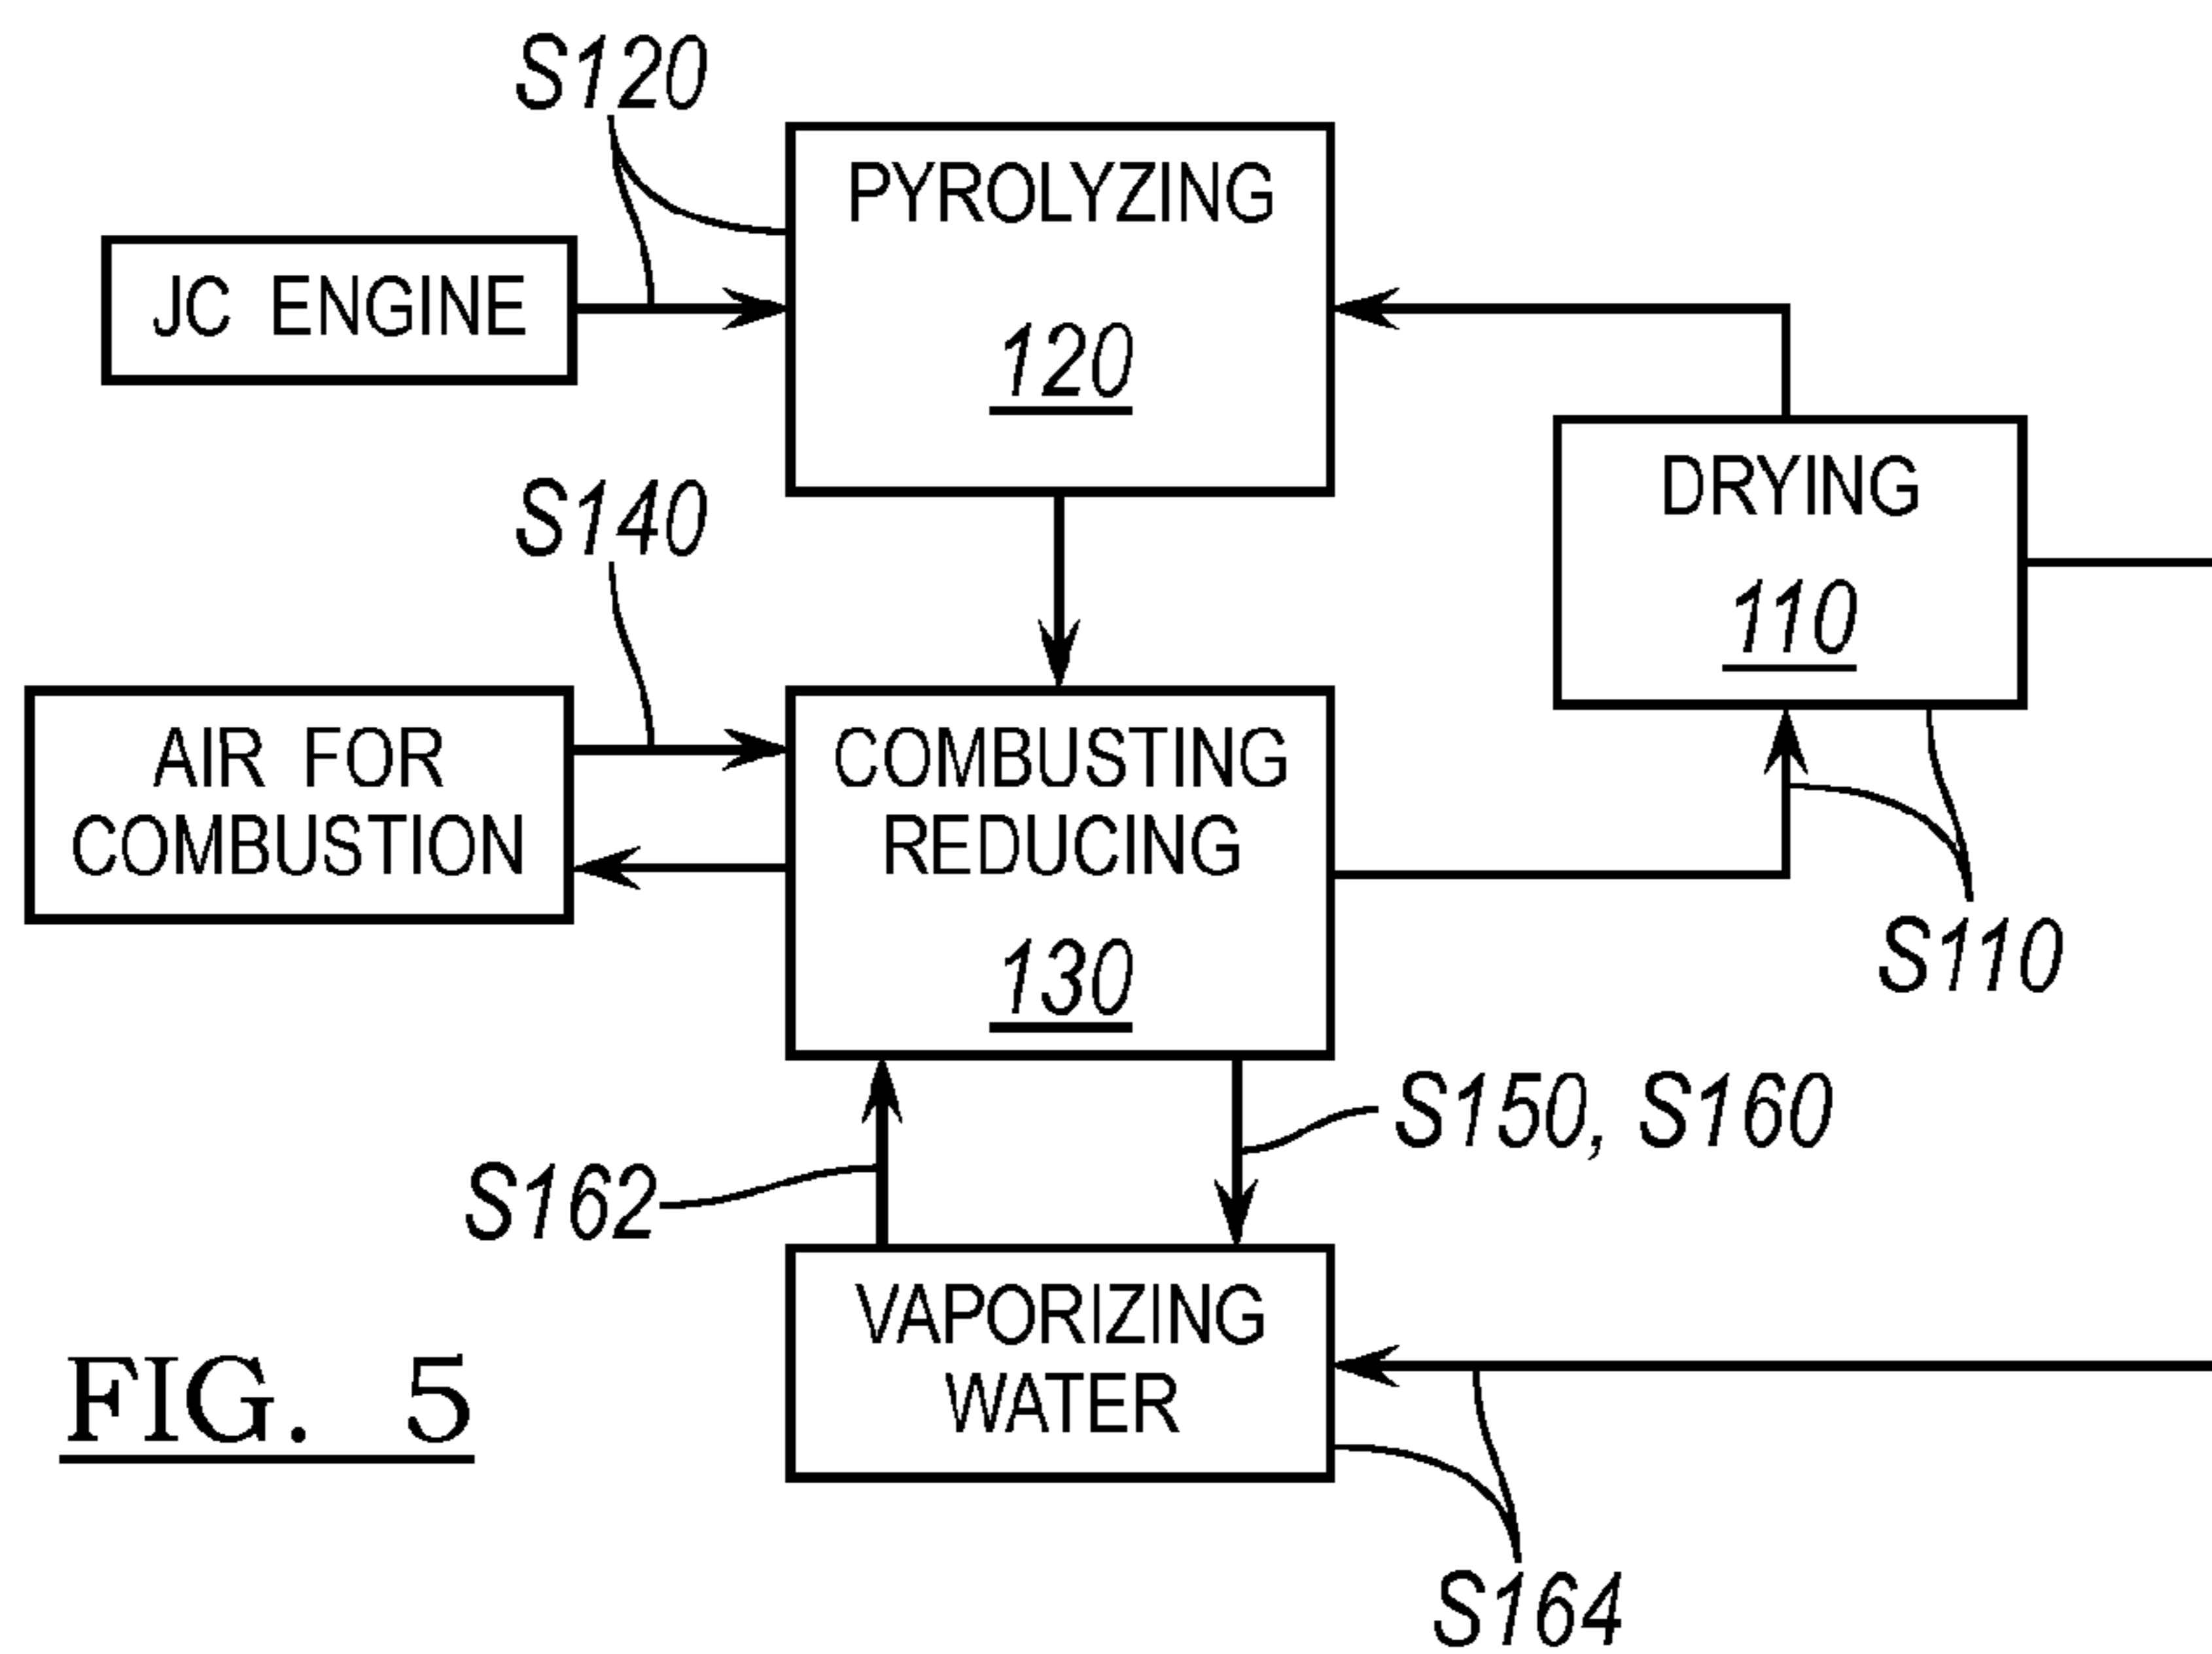 S120
PYROLYZING
120
JC ENGINE
S140
DRYING
110
AIR FOR
COMBUSTION
COMBUSTING
REDUCING
130
S110
S150, S160
S162
VAPORIZING
WATER
FIG. 5
S164